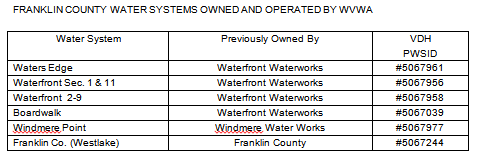 FRANKLIN COUNTY WATER SYSTEMS OWNED AND OPERATED BY WVWA
Water System Previously Owned By VDH
PWSID
Waters Edge Waterfront Waterworks #5067961
Waterfront Sec. 1 & 11 Waterfront Waterworks #5067956
Waterfront 2-9 Waterfront Waterworks #5067958
Boardwalk Waterfront Waterworks #5067039
Windmere Point Windmere Water Works #5067977
Franklin Co. (Westlake) Franklin County #5067244